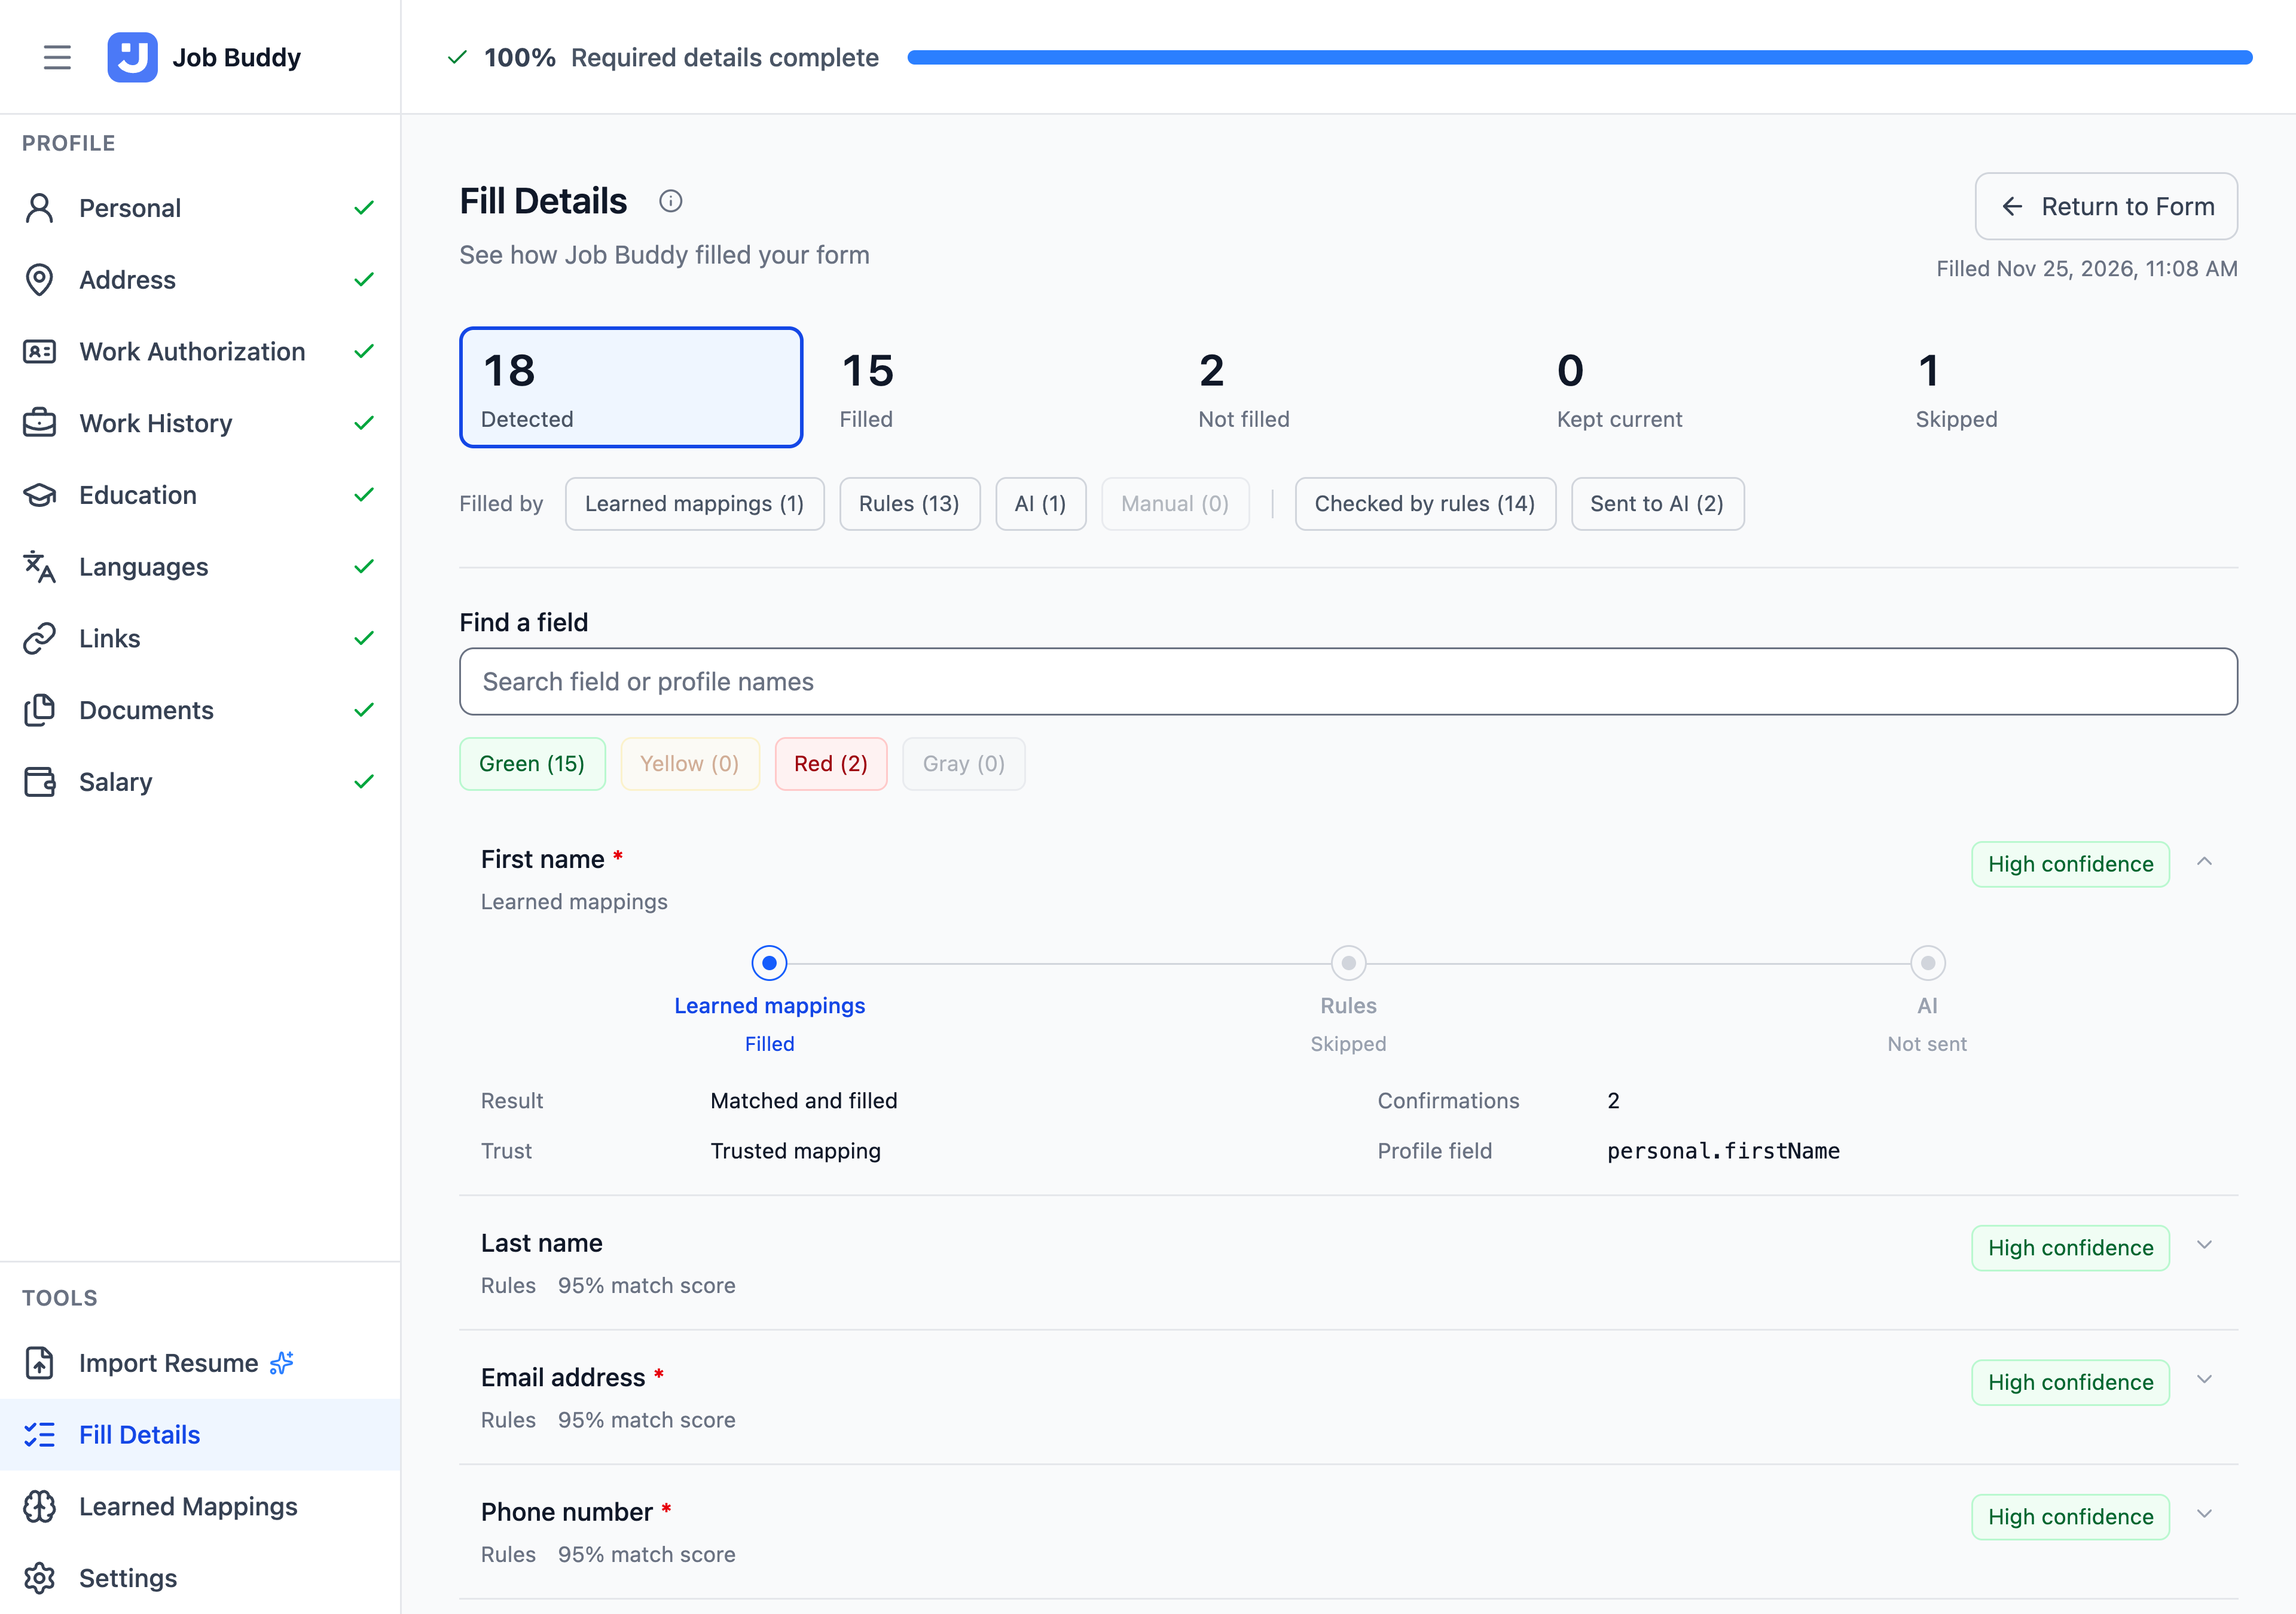 Job Buddy
100% Required details complete
PROFILE
Personal
Address
Work Authorization
Work History
Education
Languages
Links
Documents
Salary
TOOLS
Import Resume
Fill Details
Learned Mappings
Settings
Fill Details
See how Job Buddy filled your form
Return to Form
Filled Nov 25, 2026, 11:08 AM
18
Detected
15
Filled
2
Not filled
0
Kept current
1
Skipped
Filled by Learned mappings (1) Rules (13) AI (1) Manual (0) Checked by rules (14) Sent to AI (2)
Find a field
Search field or profile names
Green (15) Yellow (0) Red (2) Gray (0)
First name *
High confidence
Learned mappings
Learned mappings
Filled
Rules
Skipped
AI
Not sent
Result Matched and filled Confirmations 2
Trust Trusted mapping Profile field personal.firstName
Last name
High confidence
Rules 95% match score
Email address *
High confidence
Rules 95% match score
Phone number *
High confidence
Rules 95% match score